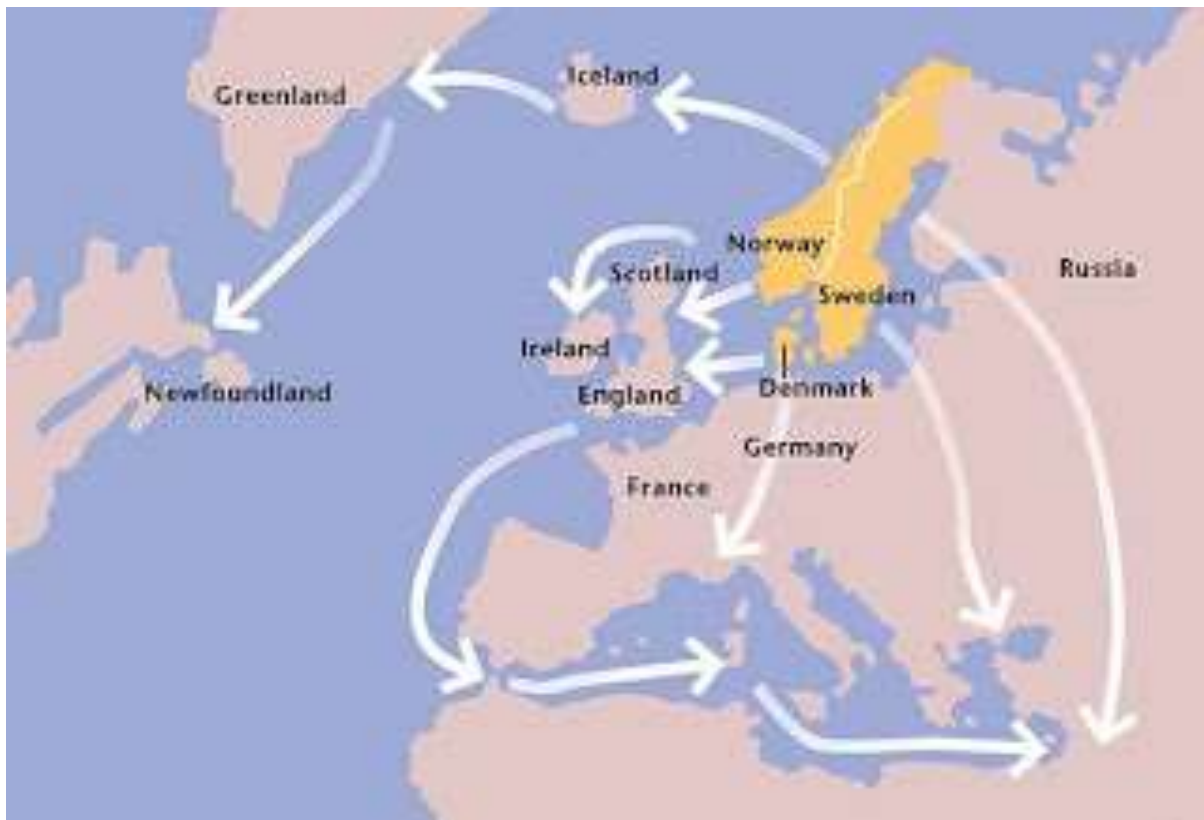 Iceland
Greenland
Norway
Scotland
Russia
Sweden
Ireland
Newfoundland
England
Denmark
Germany
France